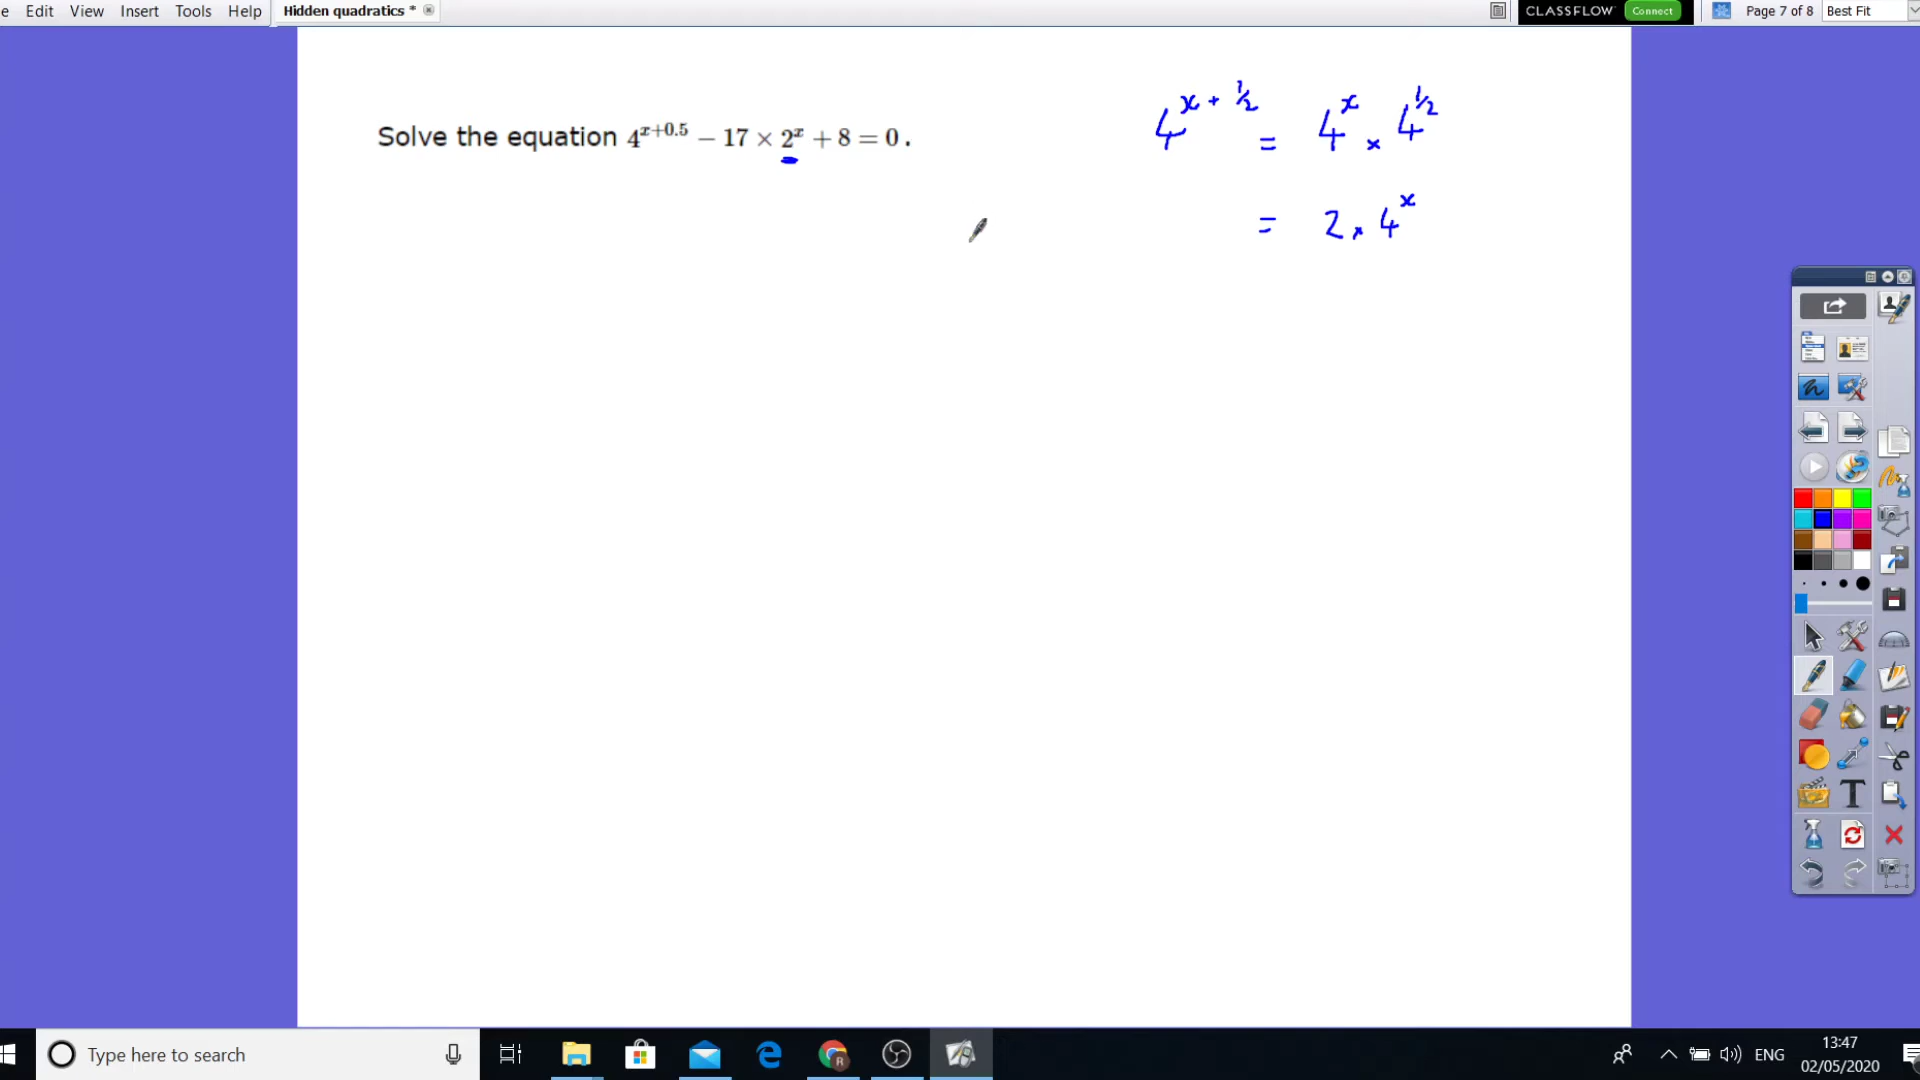 e Edit View Insert Tools Help Hidden quadratics * CLASSFLOW Connect Page 7 of 8 Best Fit
Solve the equation 4^{x+0.5} − 17 × 2^x + 8 = 0 .
4^{x + 1/2} = 4^x × 4^{1/2}
= 2 × 4^x
T
Type here to search
R
ENG
13:47
02/05/2020